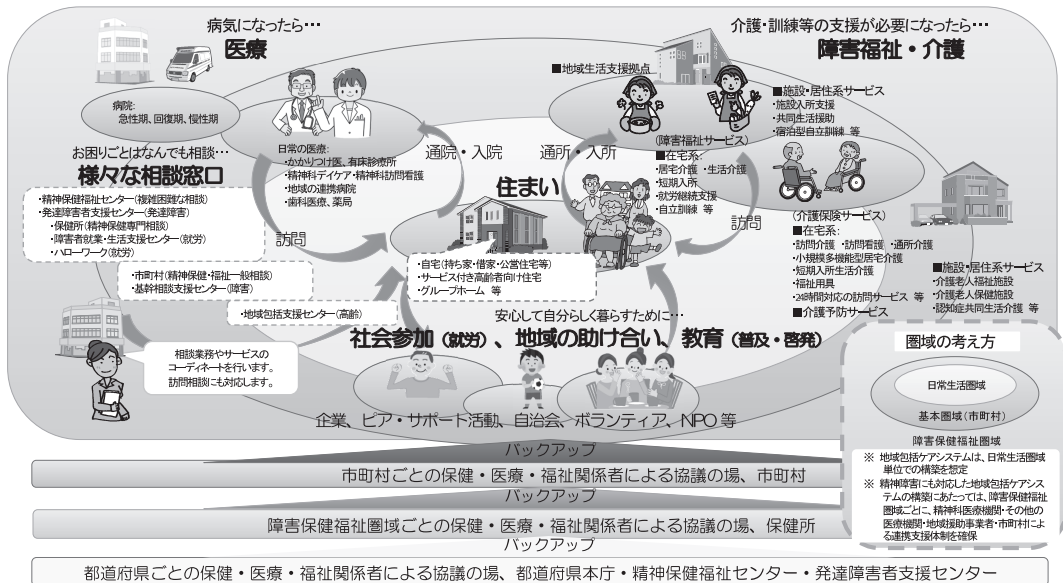 病気になったら…
医療
介護・訓練等の支援が必要になったら…
障害福祉・介護
病院：
急性期、回復期、慢性期
日常の医療：
・かかりつけ医、有床診療所
・精神科デイケア・精神科訪問看護
・地域の連携病院
・歯科医療、薬局
お困りごとはなんでも相談…
様々な相談窓口
・精神保健福祉センター（複雑困難な相談）
・発達障害者支援センター（発達障害）
・保健所（精神保健専門相談）
・障害者就業・生活支援センター（就労）
・ハローワーク（就労）
・市町村（精神保健・福祉一般相談）
・基幹相談支援センター（障害）
・地域包括支援センター（高齢）
相談業務やサービスの
コーディネートを行います。
訪問相談にも対応します。
通院・入院
訪問
通所・入所
訪問
住まい
・自宅（持ち家・借家・公営住宅等）
・サービス付き高齢者向け住宅
・グループホーム 等
■地域生活支援拠点
（障害福祉サービス）
■在宅系：
・居宅介護 ・生活介護
・短期入所
・就労継続支援
・自立訓練 等
■施設・居住系サービス
・施設入所支援
・共同生活援助
・宿泊型自立訓練 等
（介護保険サービス）
■在宅系：
・訪問介護 ・訪問看護 ・通所介護
・小規模多機能型居宅介護
・短期入所生活介護
・福祉用具
・24時間対応の訪問サービス 等
■介護予防サービス
■施設・居住系サービス
・介護老人福祉施設
・介護老人保健施設
・認知症共同生活介護 等
安心して自分らしく暮らすために…
社会参加（就労）、地域の助け合い、教育（普及・啓発）
企業、ピア・サポート活動、自治会、ボランティア、NPO 等
圏域の考え方
日常生活圏域
基本圏域（市町村）
障害保健福祉圏域
※ 地域包括ケアシステムは、日常生活圏域
単位での構築を想定
※ 精神障害にも対応した地域包括ケアシス
テムの構築にあたっては、障害保健福祉
圏域ごとに、精神科医療機関・その他の
医療機関・地域援助事業者・市町村によ
る連携支援体制を確保
バックアップ
市町村ごとの保健・医療・福祉関係者による協議の場、市町村
バックアップ
障害保健福祉圏域ごとの保健・医療・福祉関係者による協議の場、保健所
バックアップ
都道府県ごとの保健・医療・福祉関係者による協議の場、都道府県本庁・精神保健福祉センター・発達障害者支援センター